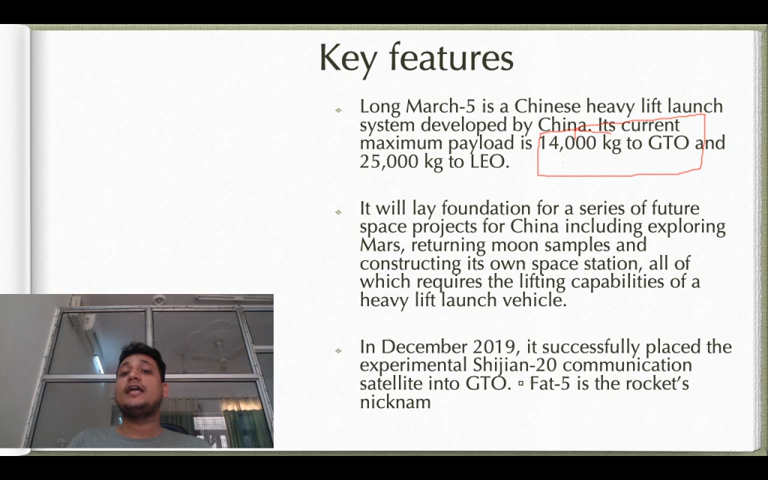 Key features
Long March-5 is a Chinese heavy lift launch
system developed by China. Its current
maximum payload is 14,000 kg to GTO and
25,000 kg to LEO.
It will lay foundation for a series of future
space projects for China including exploring
Mars, returning moon samples and
constructing its own space station, all of
which requires the lifting capabilities of a
heavy lift launch vehicle.
In December 2019, it successfully placed the
experimental Shijian-20 communication
satellite into GTO. ▫ Fat-5 is the rocket's
nicknam